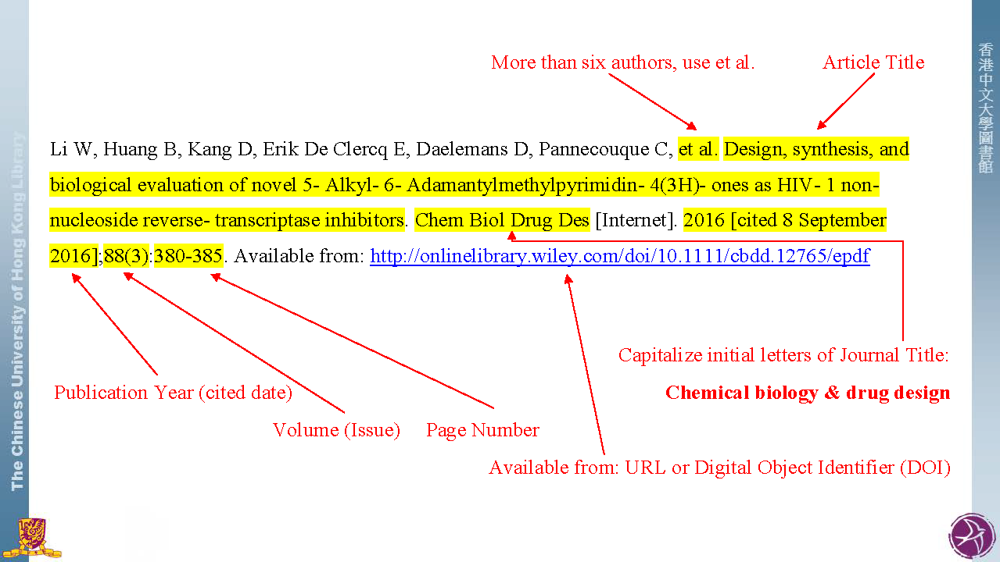 More than six authors, use et al.
Article Title
Li W, Huang B, Kang D, Erik De Clercq E, Daelemans D, Pannecouque C, et al. Design, synthesis, and
biological evaluation of novel 5- Alkyl- 6- Adamantylmethylpyrimidin- 4(3H)- ones as HIV- 1 non-
nucleoside reverse- transcriptase inhibitors. Chem Biol Drug Des [Internet]. 2016 [cited 8 September
2016];88(3):380-385. Available from: http://onlinelibrary.wiley.com/doi/10.1111/cbdd.12765/epdf
Capitalize initial letters of Journal Title:
Chemical biology & drug design
Publication Year (cited date)
Volume (Issue)
Page Number
Available from: URL or Digital Object Identifier (DOI)
The Chinese University of Hong Kong Library
香港中文大學圖書館